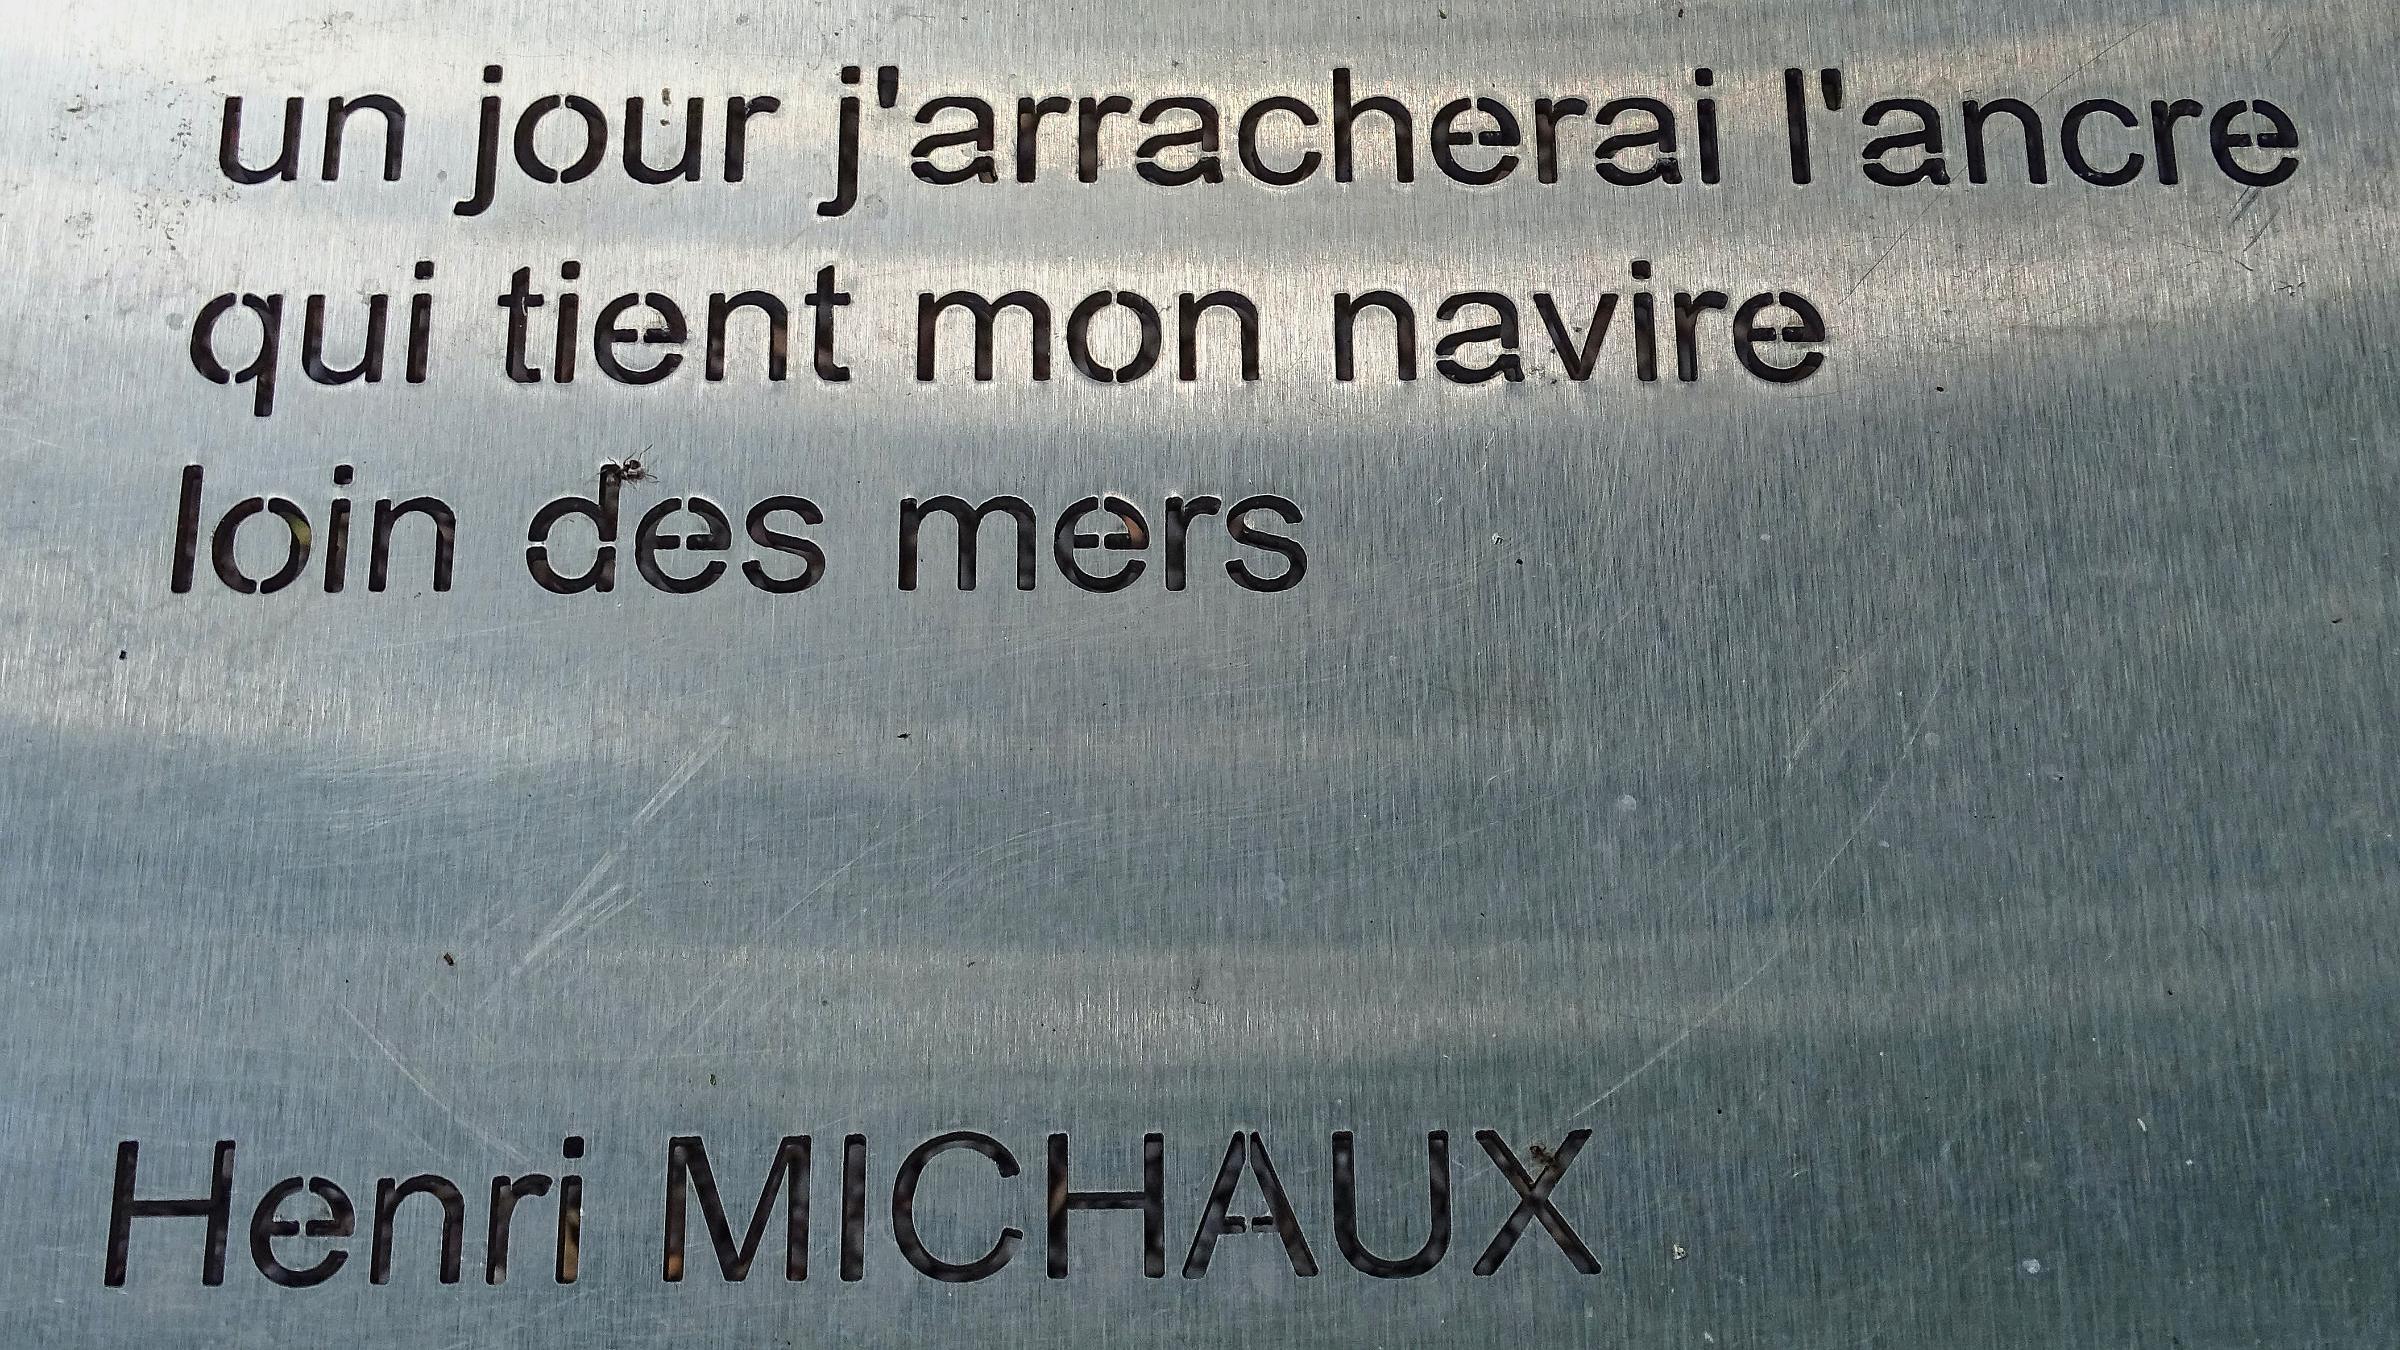 un jour j'arracherai l'ancre
qui tient mon navire
loin des mers
Henri MICHAUX